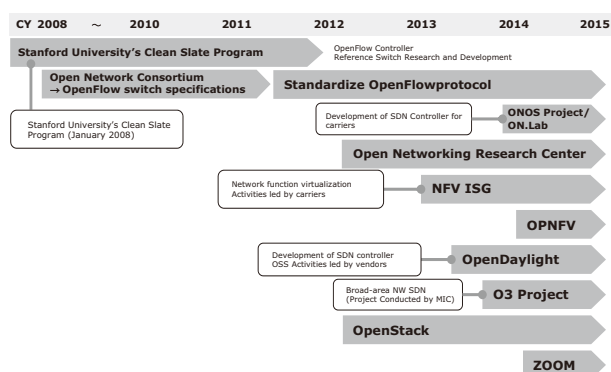 CY 2008 ～ 2010 2011 2012 2013 2014 2015
Stanford University's Clean Slate Program
OpenFlow Controller
Reference Switch Research and Development
Open Network Consortium
→ OpenFlow switch specifications
Standardize OpenFlowprotocol
Stanford University's Clean Slate
Program (January 2008)
Development of SDN Controller for
carriers
ONOS Project/
ON.Lab
Open Networking Research Center
Network function virtualization
Activities led by carriers
NFV ISG
OPNFV
Development of SDN controller
OSS Activities led by vendors
OpenDaylight
Broad-area NW SDN
(Project Conducted by MIC)
O3 Project
OpenStack
ZOOM